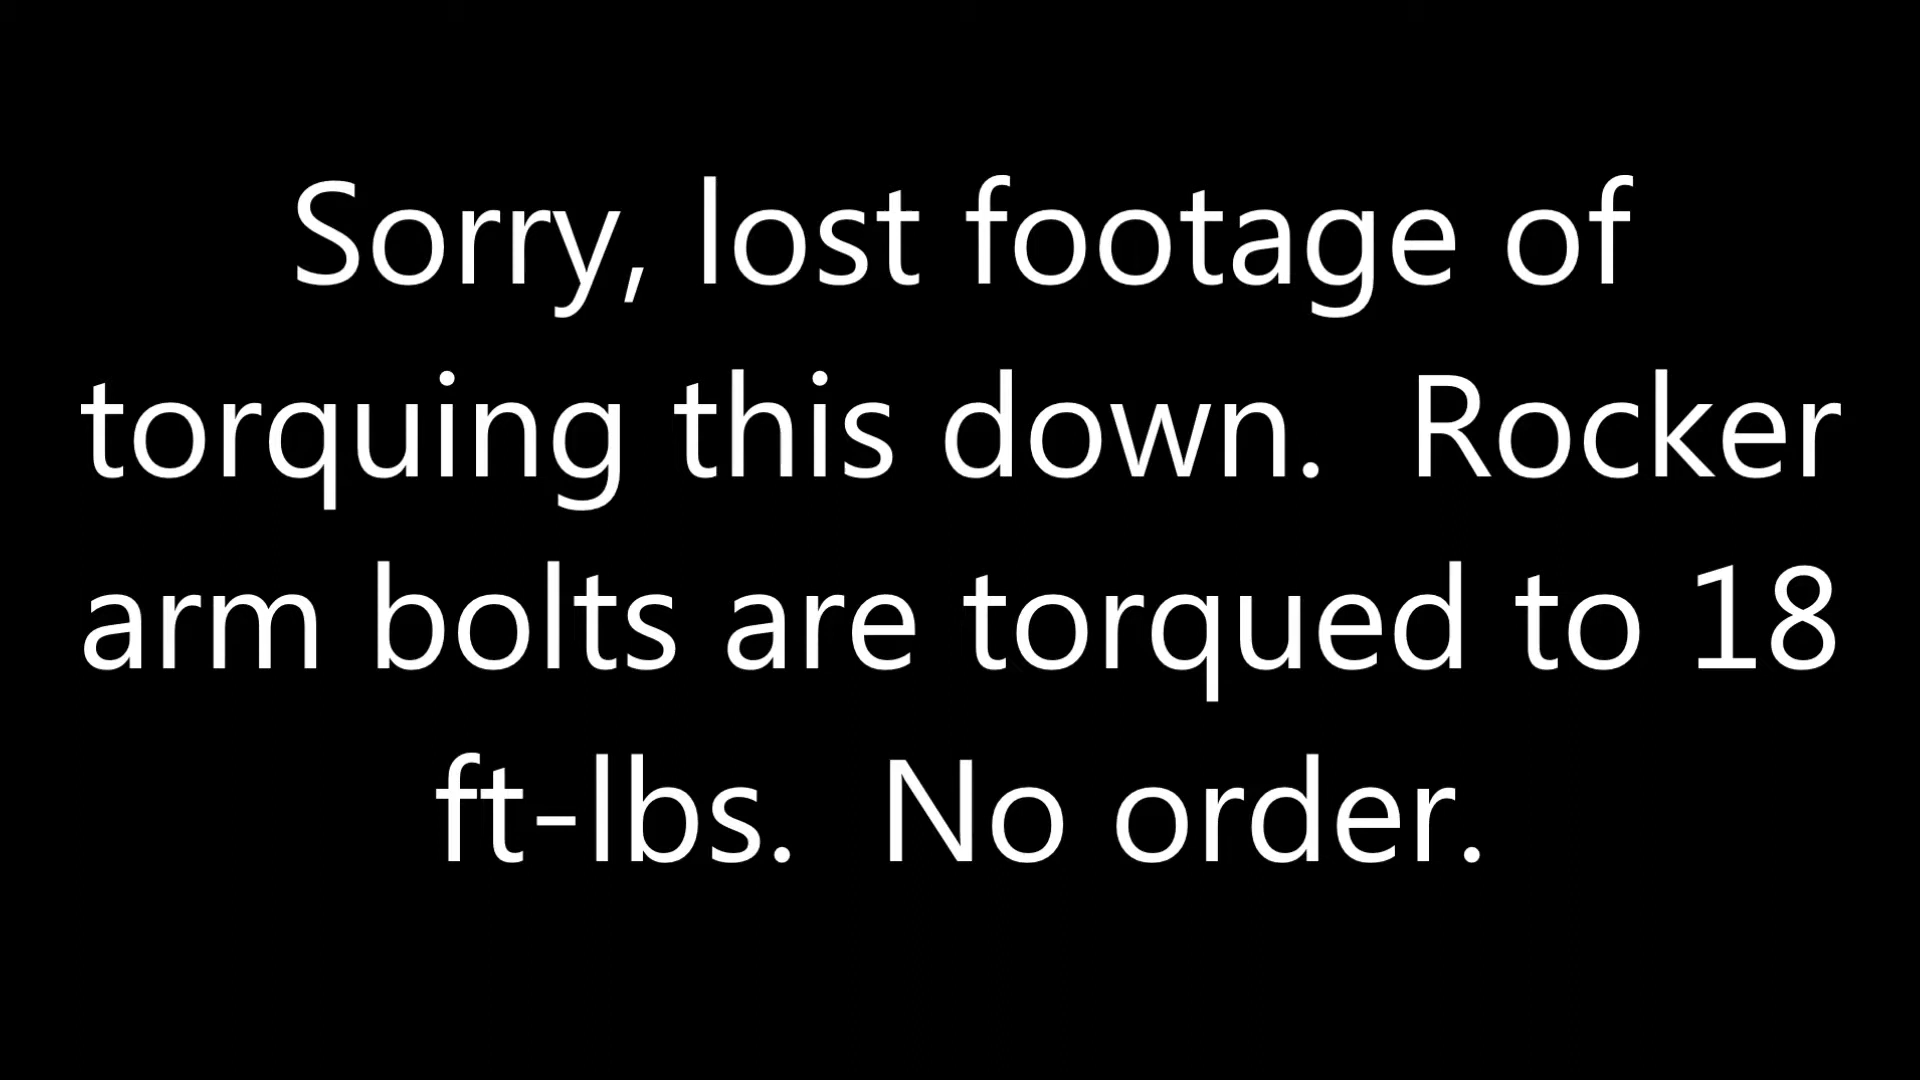 Sorry, lost footage of
torquing this down.  Rocker
arm bolts are torqued to 18
ft-lbs.  No order.